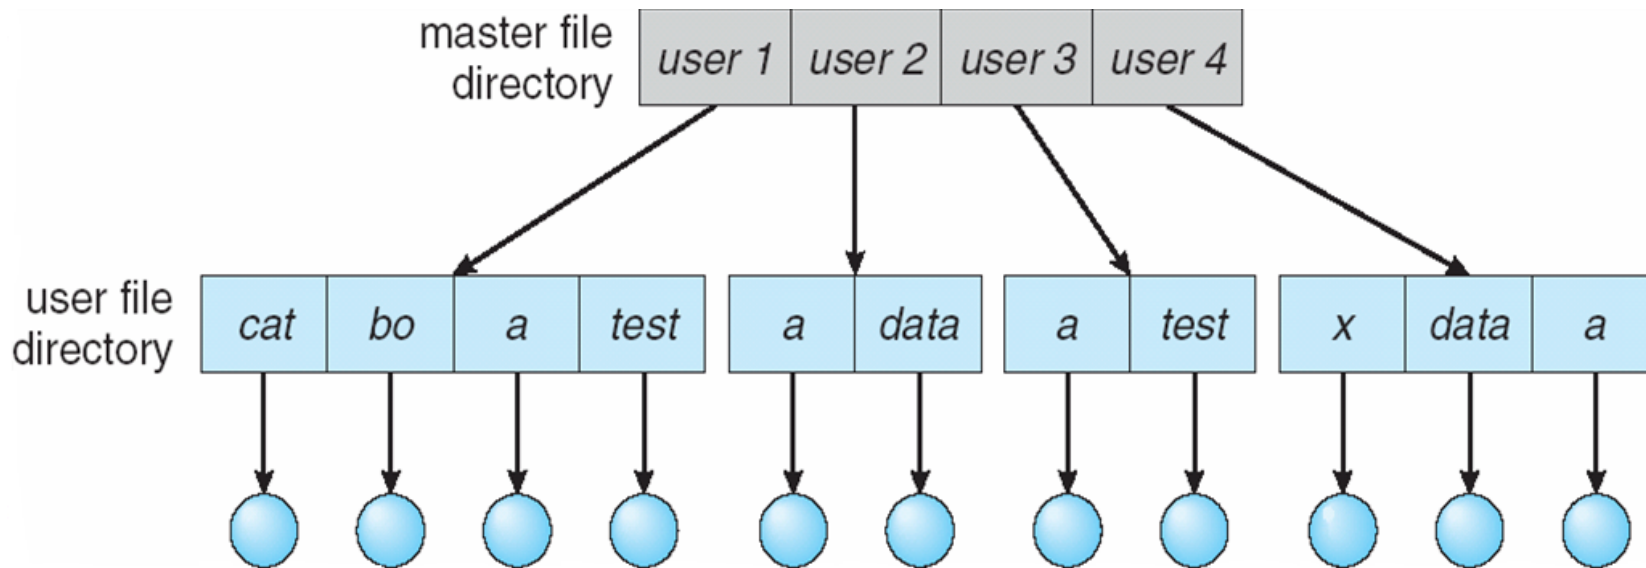 master file
directory
user 1 user 2 user 3 user 4
user file
directory
cat bo a test a data a test x data a